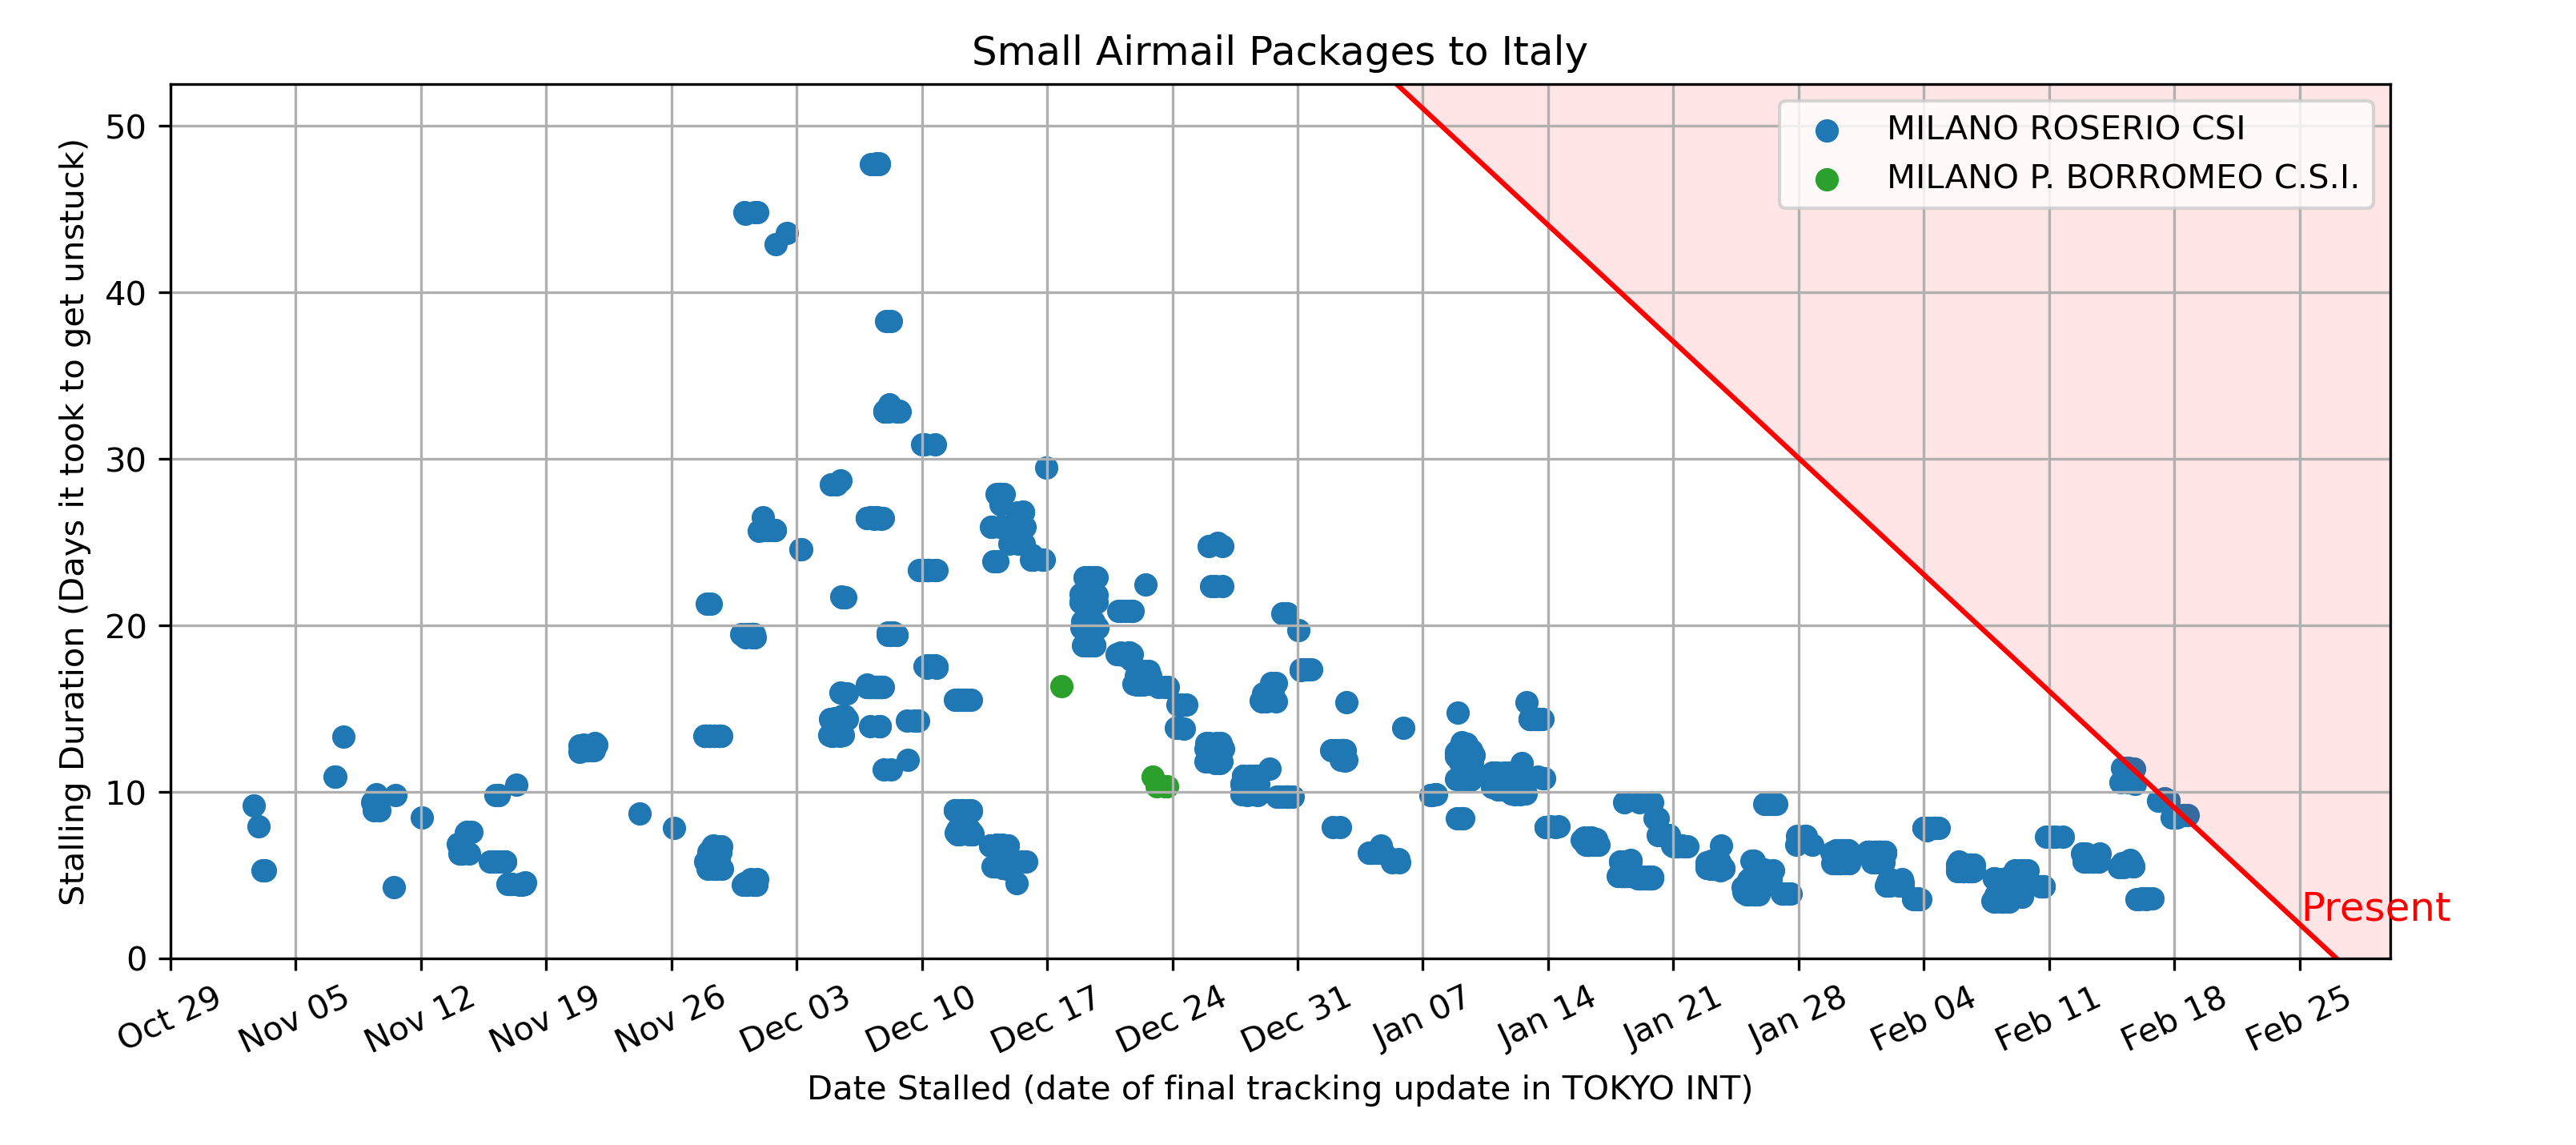 Small Airmail Packages to Italy
MILANO ROSERIO CSI
MILANO P. BORROMEO C.S.I.
Stalling Duration (Days it took to get unstuck)
50
40
30
20
10
0
Present
Oct 29 Nov 05 Nov 12 Nov 19 Nov 26 Dec 03 Dec 10 Dec 17 Dec 24 Dec 31 Jan 07 Jan 14 Jan 21 Jan 28 Feb 04 Feb 11 Feb 18 Feb 25
Date Stalled (date of final tracking update in TOKYO INT)